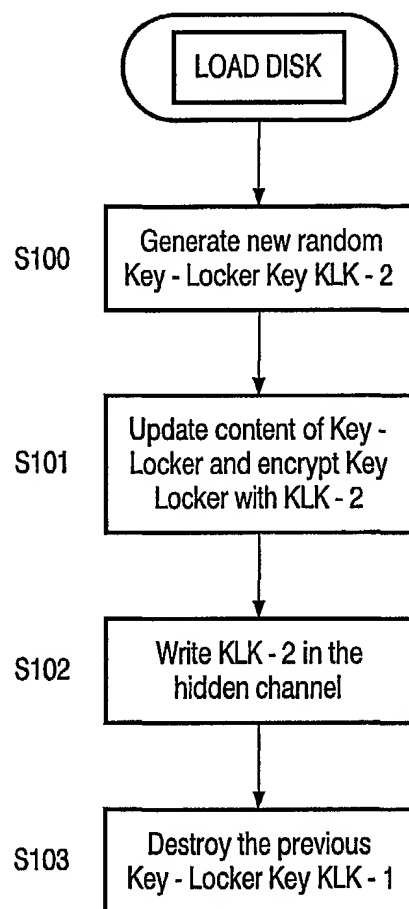 LOAD DISK
S100
Generate new random
Key - Locker Key KLK - 2
S101
Update content of Key -
Locker and encrypt Key
Locker with KLK - 2
S102
Write KLK - 2 in the
hidden channel
S103
Destroy the previous
Key - Locker Key KLK - 1